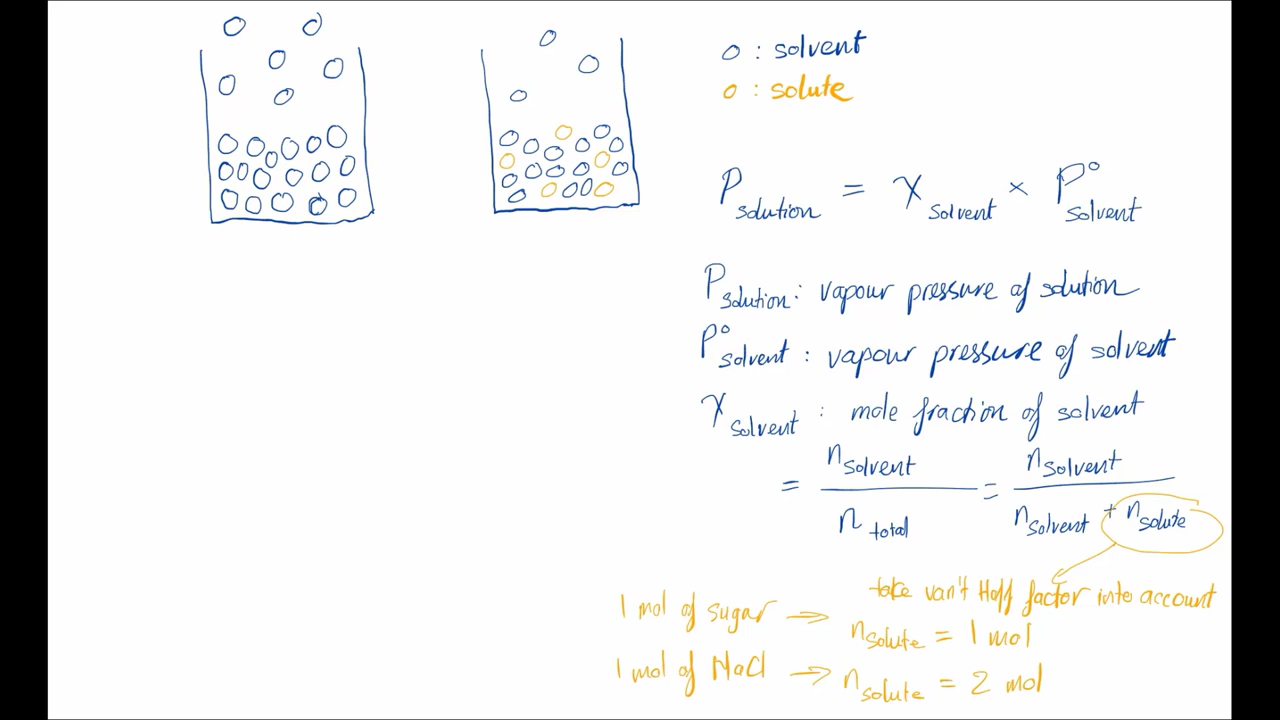 o : solvent
o : solute
P solution = χ solvent × P° solvent
P solution : vapour pressure of solution
P° solvent : vapour pressure of solvent
χ solvent : mole fraction of solvent
= n solvent / n total = n solvent / n solvent + n solute
take van't Hoff factor into account
1 mol of sugar → n solute = 1 mol
1 mol of NaCl → n solute = 2 mol